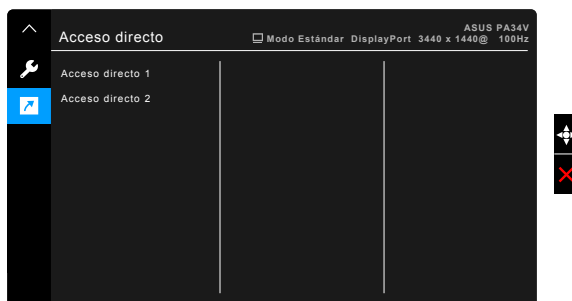 ASUS PA34V
Acceso directo
Modo Estándar DisplayPort 3440 x 1440@ 100Hz
Acceso directo 1
Acceso directo 2